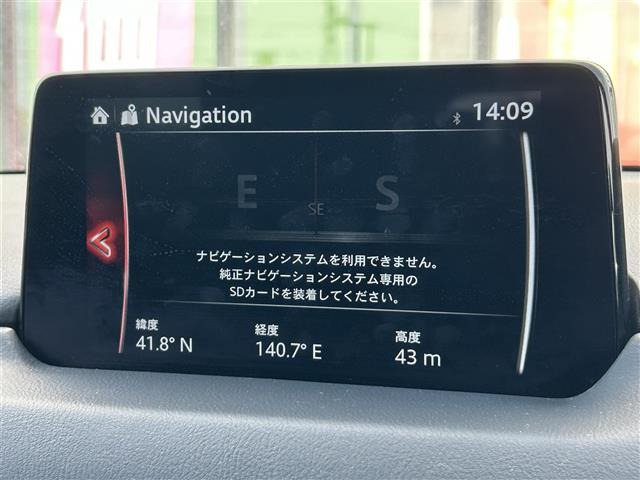 Navigation 14:09
E S
SE
ナビゲーションシステムを利用できません。
純正ナビゲーションシステム専用の
SDカードを装着してください。
緯度 経度 高度
41.8° N 140.7° E 43 m